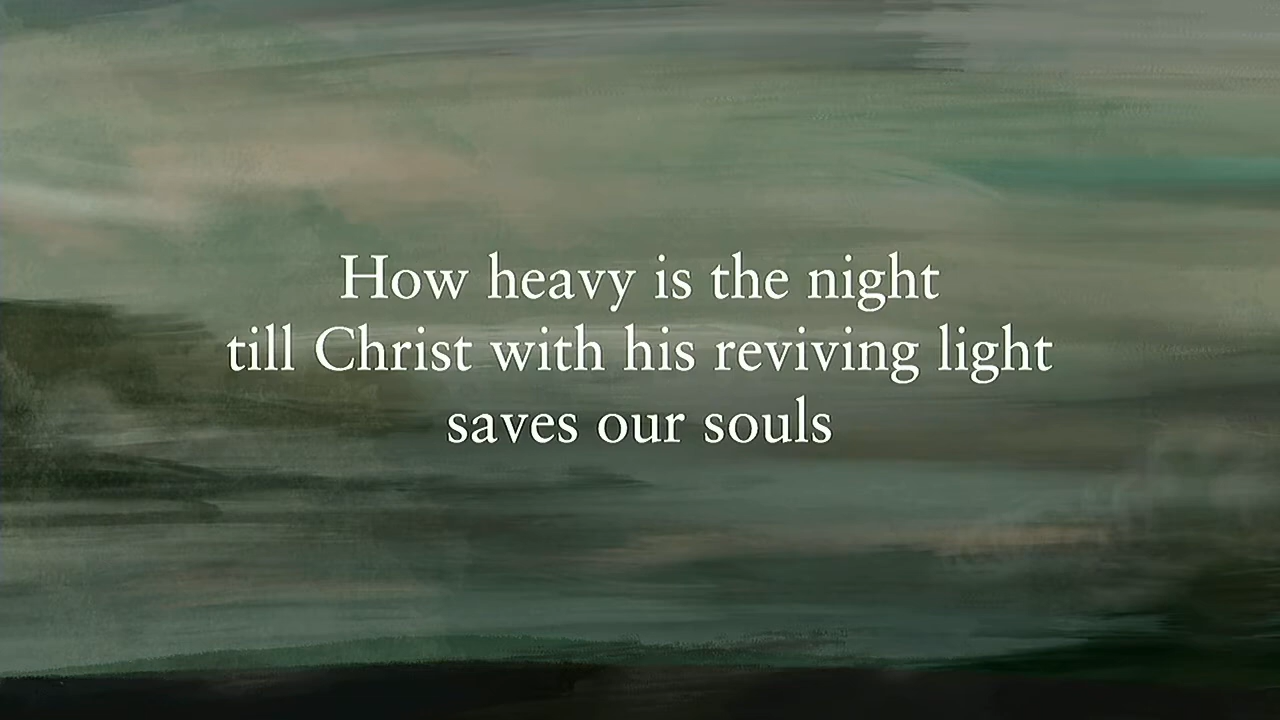 How heavy is the night
till Christ with his reviving light
saves our souls